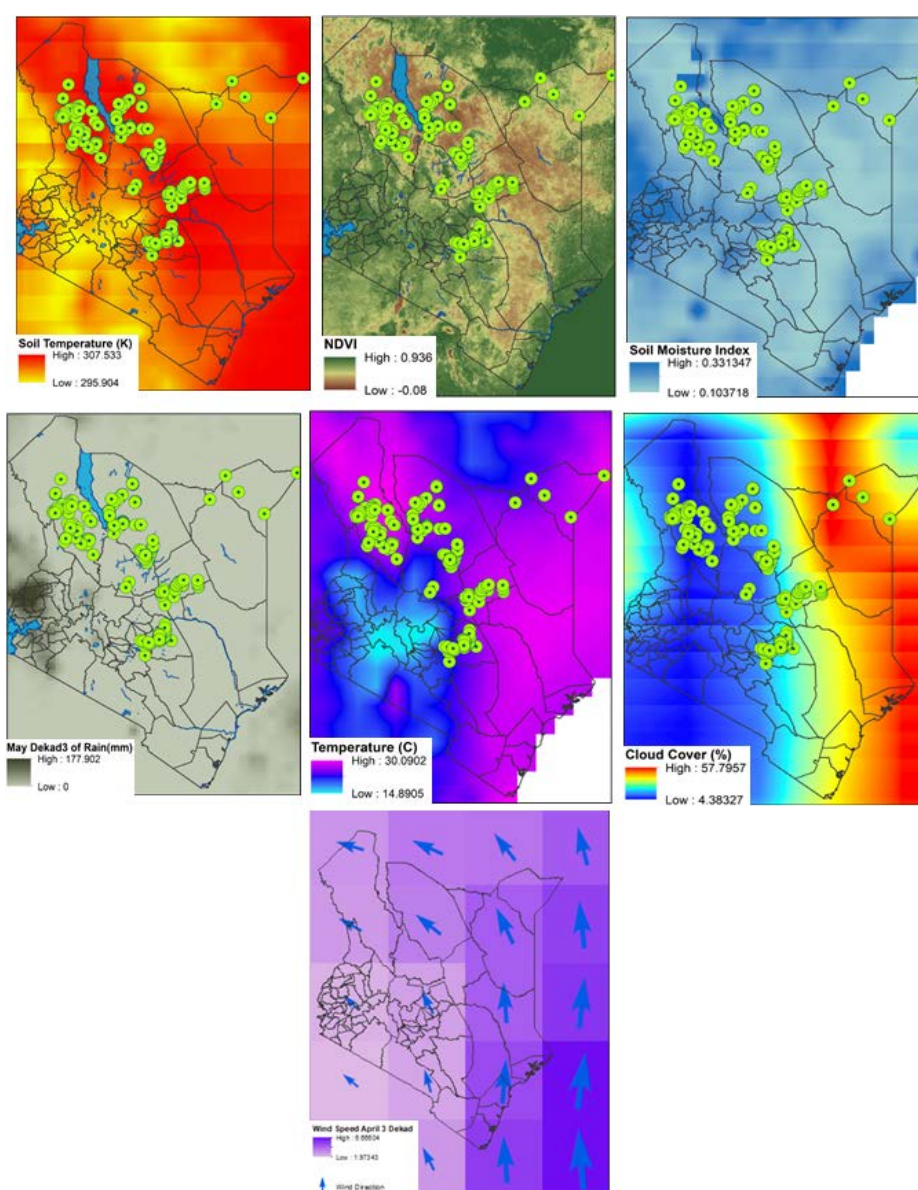 Soil Temperature (K)
High : 307.533
Low : 295.904
NDVI
High : 0.936
Low : -0.08
Soil Moisture Index
High : 0.331347
Low : 0.103718
May Dekad3 of Rain(mm)
High : 177.902
Low : 0
Temperature (C)
High : 30.0902
Low : 14.8905
Cloud Cover (%)
High : 57.7957
Low : 4.38327
Wind Speed April 3 Dekad
High :
Low : 1.97343
Wind Direction